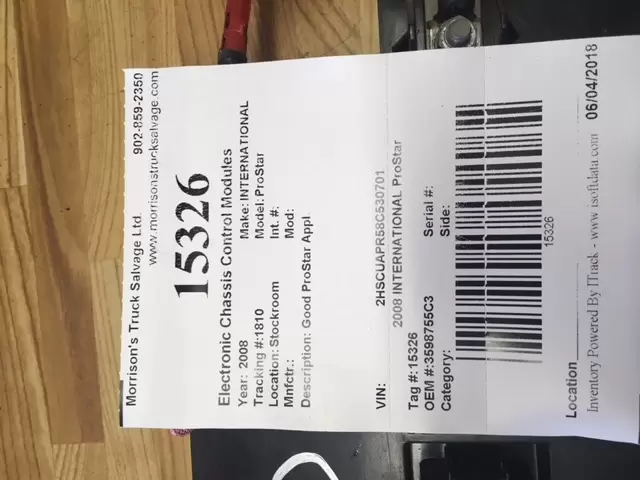 Morrison's Truck Salvage Ltd. 902-859-2350
www.morrisonstrucksalvage.com
15326
Electronic Chassis Control Modules
Year: 2008 Make: INTERNATIONAL
Tracking #:1810 Model: ProStar
Location: Stockroom Int. #:
Mnfctr.: Mod:
Description: Good ProStar Appl
VIN: 2HSCUAPR58C530701
2008 INTERNATIONAL ProStar
Tag #:15326
OEM #:3598755C3 Serial #:
Category: Side:
15326
Location
Inventory Powered By ITrack - www.isoftdata.com 06/04/2018